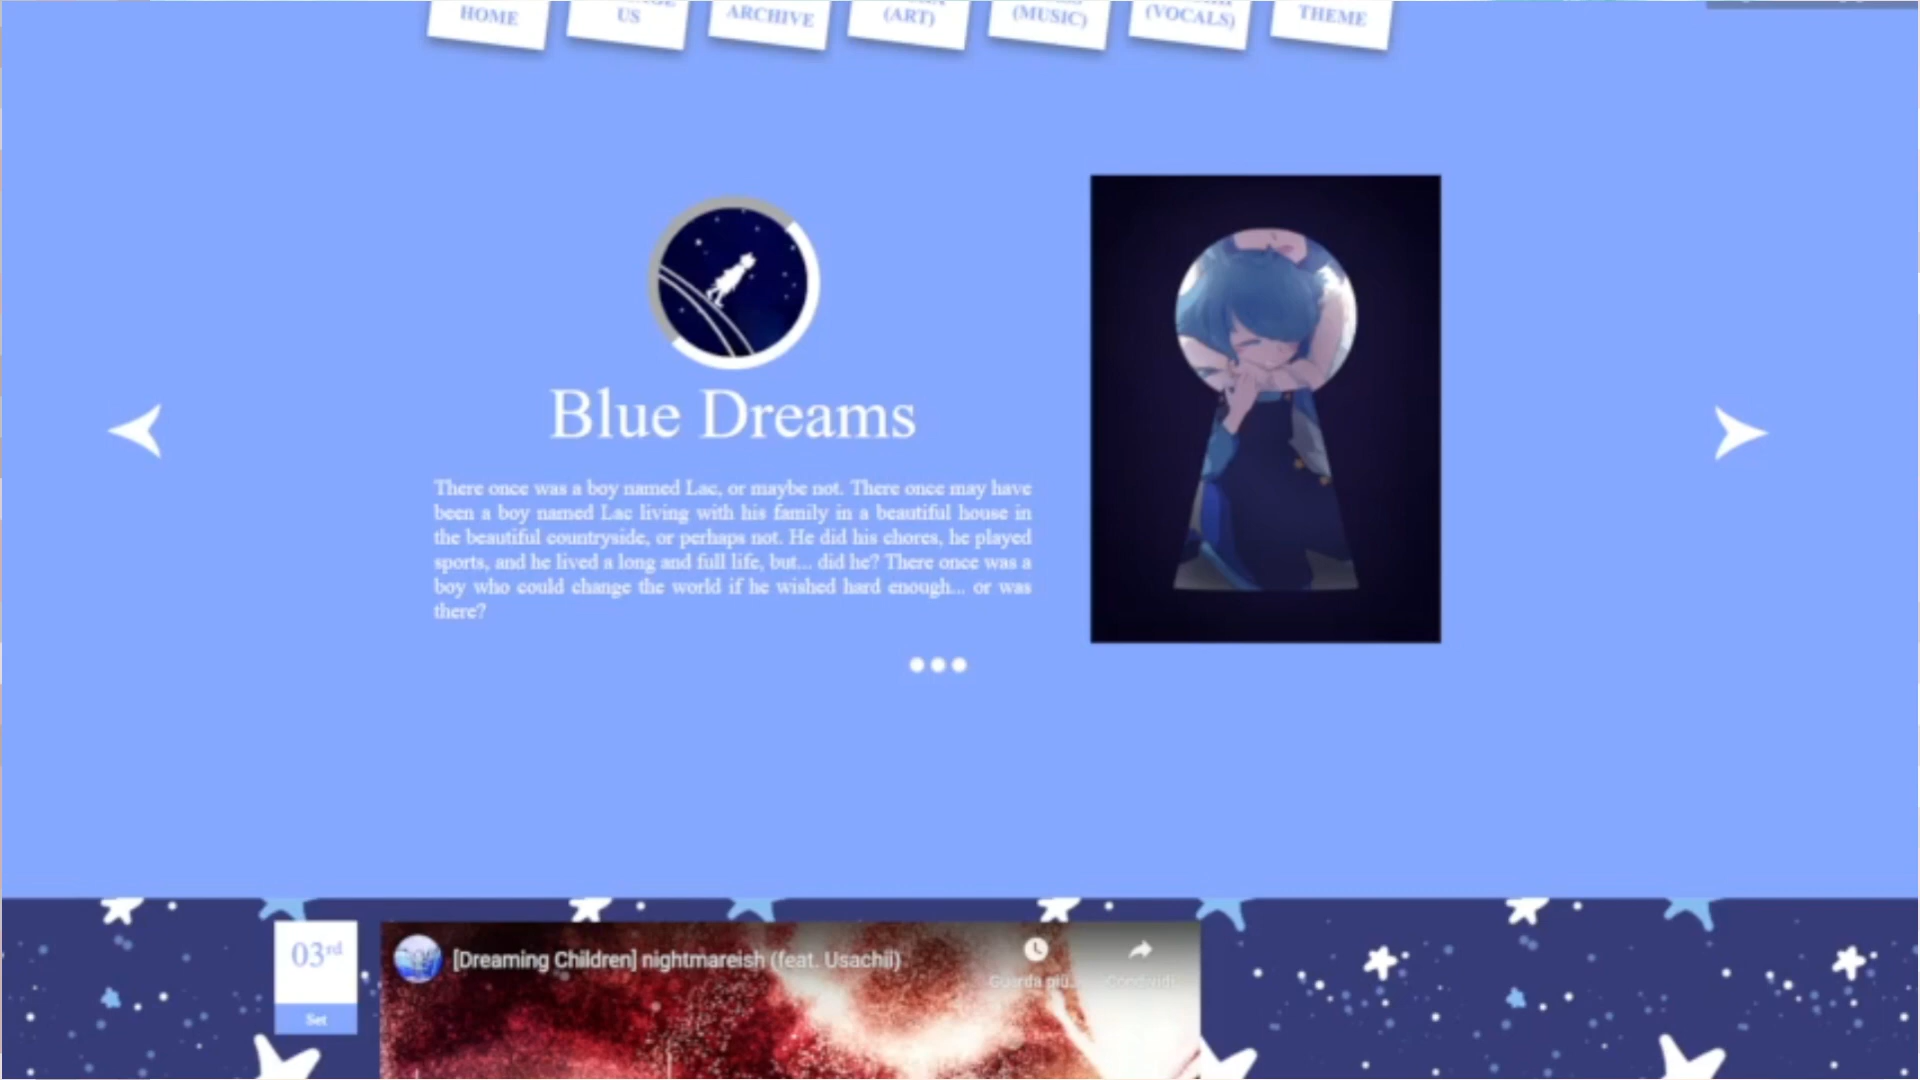 HOME
US
ARCHIVE
(ART)
(MUSIC)
(VOCALS)
THEME
Blue Dreams
There once was a boy named Lac, or maybe not. There once may have
been a boy named Lac living with his family in a beautiful house in
the beautiful countryside, or perhaps not. He did his chores, he played
sports, and he lived a long and full life, but... did he? There once was a
boy who could change the world if he wished hard enough... or was
there?
03rd
Set
[Dreaming Children] nightmareish (feat. Usachii)
Guarda più...
Condividi